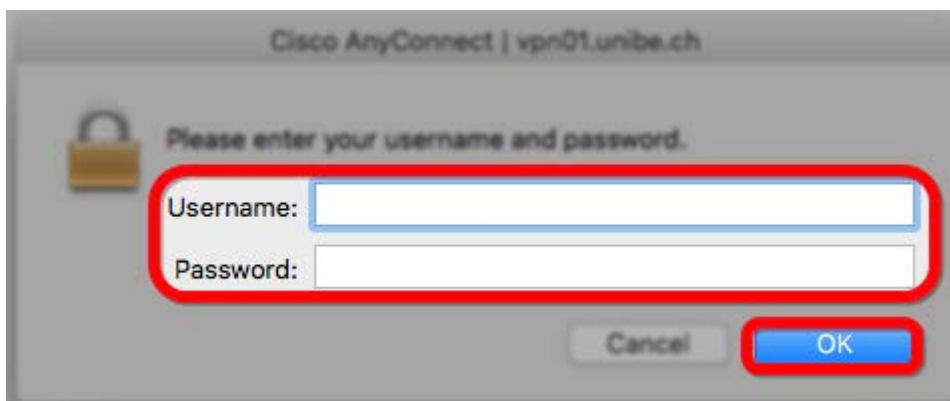 Cisco AnyConnect | vpn01.unibe.ch
Please enter your username and password.
Username:
Password:
Cancel
OK